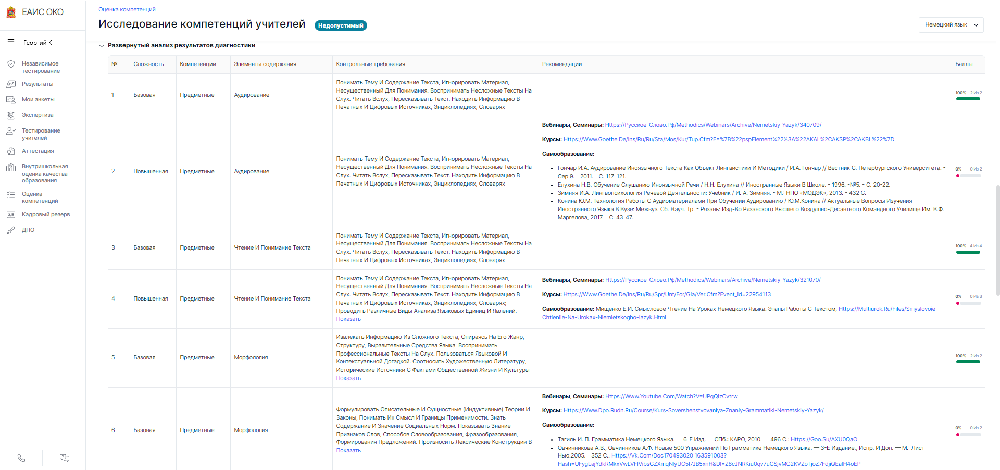 ЕАИС ОКО
Георгий К
Независимое
тестирование
Результаты
Мои анкеты
Экспертиза
Тестирование
учителей
Аттестация
Внутришкольная
оценка качества
образования
Оценка
компетенций
Кадровый резерв
ДПО
Оценка компетенций
Исследование компетенций учителей Недопустимый
Немецкий язык
Развернутый анализ результатов диагностики
№ Сложность Компетенции Элементы содержания Контрольные требования Рекомендации Баллы
1 Базовая Предметные Аудирование
Понимать Тему И Содержание Текста, Игнорировать Материал,
Несущественный Для Понимания. Воспринимать Несложные Тексты На
Слух. Читать Вслух, Пересказывать Текст. Находить Информацию В
Печатных И Цифровых Источниках, Энциклопедиях, Словарях
100% 2 Из 2
2 Повышенная Предметные Аудирование
Понимать Тему И Содержание Текста, Игнорировать Материал,
Несущественный Для Понимания. Воспринимать Несложные Тексты На
Слух. Читать Вслух, Пересказывать Текст. Находить Информацию В
Печатных И Цифровых Источниках, Энциклопедиях, Словарях
Вебинары, Семинары: Https://Русское-Слово.Рф/Methodics/Webinars/Archive/Nemetskiy-Yazyk/340709/
Курсы: Https://Www.Goethe.De/Ins/Ru/Ru/Sta/Mos/Kur/Tup.Cfm?F=%7B%22pspElement%22%3A%22AKAL%2CAKSP%2CAKBL%22%7D
Самообразование:
• Гончар И.А. Аудирование Иноязычного Текста Как Объект Лингвистики И Методики / И.А. Гончар // Вестник С. Петербургского Университета. -
Сер.9. - 2011. - С. 117-121.
• Елухина Н.В. Обучение Слушанию Иноязычной Речи / Н.Н. Елухина // Иностранные Языки В Школе. - 1996. -№5. - С. 20-22.
• Зимняя И.А. Лингвопсихология Речевой Деятельности: Учебник / И. А. Зимняя. - М.: НПО «МОДЭК», 2013. - 432 С.
• Конина Ю.М. Технология Работы С Аудиоматериалами При Обучении Аудированию / Ю.М.Конина // Актуальные Вопросы Изучения
Иностранного Языка В Вузе: Межвуз. Сб. Науч. Тр. - Рязань: Изд-Во Рязанского Высшего Воздушно-Десантного Командного Училище Им. В.Ф.
Маргелова, 2017. - С. 43-47.
0% 0 Из 2
3 Базовая Предметные Чтение И Понимание Текста
Понимать Тему И Содержание Текста, Игнорировать Материал,
Несущественный Для Понимания. Воспринимать Несложные Тексты На
Слух. Читать Вслух, Пересказывать Текст. Находить Информацию В
Печатных И Цифровых Источниках, Энциклопедиях, Словарях
100% 4 Из 4
4 Повышенная Предметные Чтение И Понимание Текста
Понимать Тему И Содержание Текста, Игнорировать Материал,
Несущественный Для Понимания. Воспринимать Несложные Тексты На
Слух. Читать Вслух, Пересказывать Текст. Находить Информацию В
Печатных И Цифровых Источниках, Энциклопедиях, Словарях;
Проводить Различные Виды Анализа Языковых Единиц И Явлений.
Показать
Вебинары, Семинары: Https://Русское-Слово.Рф/Methodics/Webinars/Archive/Nemetskiy-Yazyk/321070/
Курсы: Https://Www.Goethe.De/Ins/Ru/Ru/Spr/Unt/For/Gia/Ver.Cfm?Event_id=22954113
Самообразование: Мищенко Е.И. Смысловое Чтение На Уроках Немецкого Языка. Этапы Работы С Текстом, Https://Multiurok.Ru/Files/Smyslovoie-
Chtieniie-Na-Urokax-Niemietskogho-Iazyk.Html
0% 0 Из 3
5 Базовая Предметные Морфология
Извлекать Информацию Из Сложного Текста, Опираясь На Его Жанр,
Структуру, Выразительные Средства Языка. Воспринимать
Профессиональные Тексты На Слух. Пользоваться Языковой И
Контекстуальной Догадкой. Соотносить Художественную Литературу,
Исторические Источники С Фактами Общественной Жизни И Культуры
Показать
100% 2 Из 2
6 Базовая Предметные Морфология
Формулировать Описательные И Сущностные (Индуктивные) Теории И
Законы, Понимать Их Смысл И Границы Применимости. Знать
Содержание И Значение Социальных Норм. Показывать Знание
Признаков Слов, Способов Словообразования, Фразообразования,
Формирования Предложений. Произносить Лексические Конструкции В
Показать
Вебинары, Семинары: Https://Www.Youtube.Com/Watch?V=UPqQIzCvtrw
Курсы: Https://Www.Dpo.Rudn.Ru/Course/Kurs-Sovershenstvovaniya-Znaniy-Grammatiki-Nemetskiy-Yazyk/
Самообразование:
• Тагиль И. П. Грамматика Немецкого Языка. — 6-Е Изд. — СПб.: КАРО, 2010. — 496 С.: Https://Goo.Su/AXU0QaO
• Овчинникова А.В., Овчинников А.Ф. Новые 500 Упражнений По Грамматике Немецкого Языка. — 3-Е Издание., Испр. И Доп. — М.: Лист
Нью.2005. - 352 С.: Https://Vk.Com/Doc170493020_163591003?
Hash=UFygLajYdkRMkxVwLVFIVibsGZXmqNlyUC5I7JB5xnH&Dl=Z8cJNRKiu0qv7uGSjvMG2KVZoTjoZ7FdjiQEalH4oEP
0% 0 Из 2